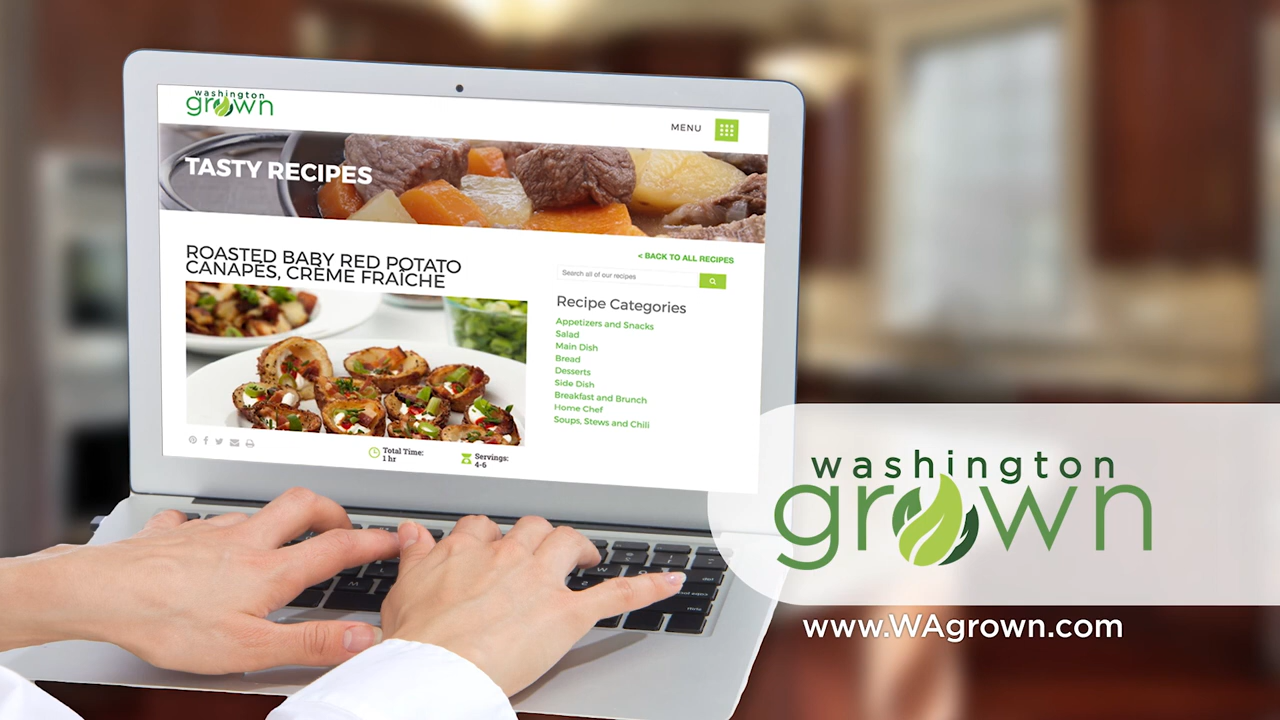 washington
grown
MENU
TASTY RECIPES
< BACK TO ALL RECIPES
ROASTED BABY RED POTATO
CANAPÉS, CRÈME FRAÎCHE
Search all of our recipes
Recipe Categories
Appetizers and Snacks
Salad
Main Dish
Bread
Desserts
Side Dish
Breakfast and Brunch
Home Chef
Soups, Stews and Chili
Total Time:
1 hr
Servings:
4-6
washington
grown
www.WAgrown.com